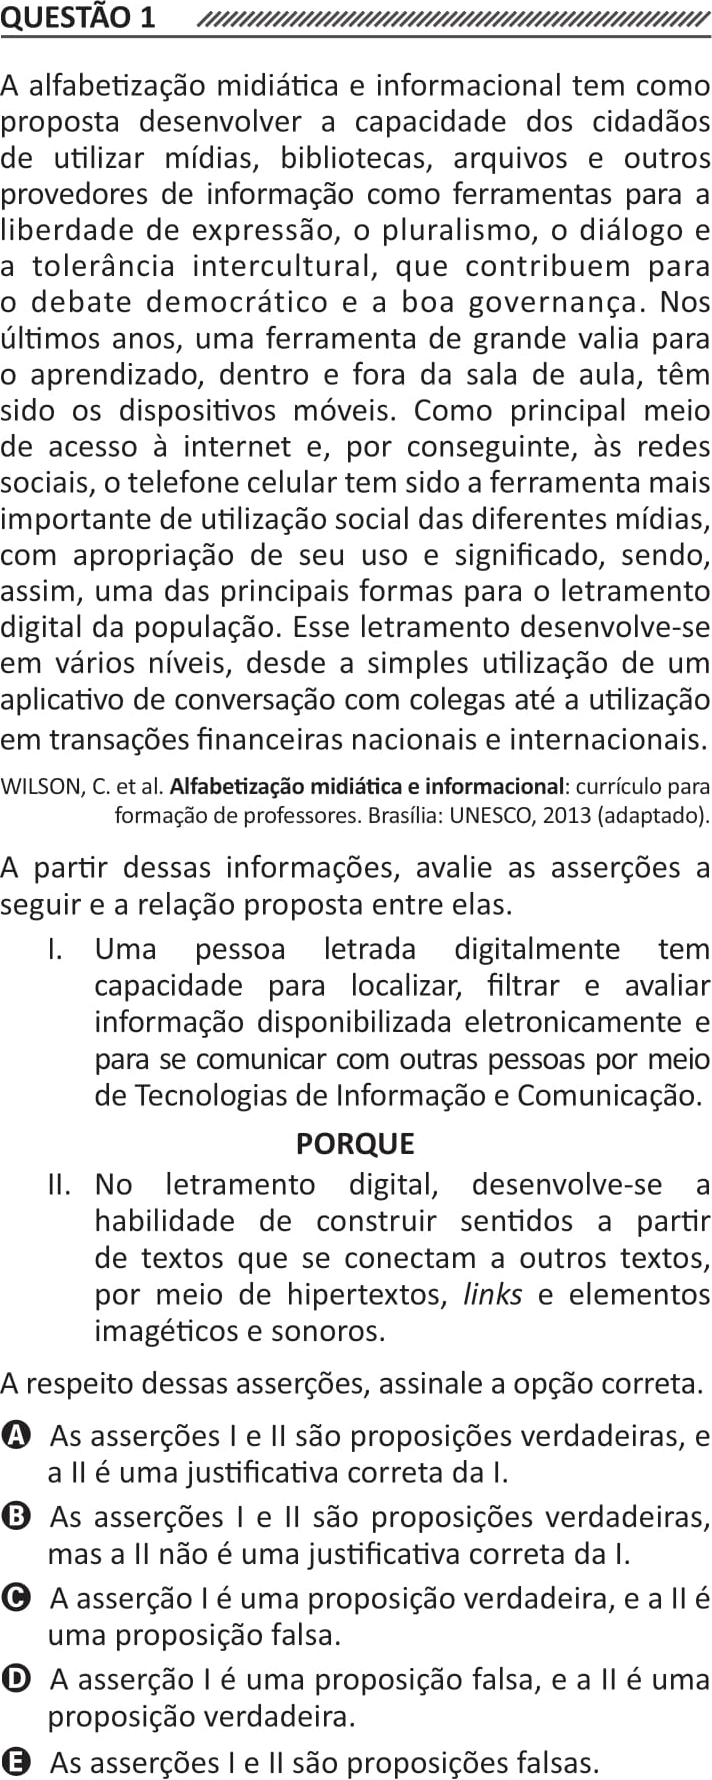 QUESTÃO 1
A alfabetização midiática e informacional tem como
proposta desenvolver a capacidade dos cidadãos
de utilizar mídias, bibliotecas, arquivos e outros
provedores de informação como ferramentas para a
liberdade de expressão, o pluralismo, o diálogo e
a tolerância intercultural, que contribuem para
o debate democrático e a boa governança. Nos
últimos anos, uma ferramenta de grande valia para
o aprendizado, dentro e fora da sala de aula, têm
sido os dispositivos móveis. Como principal meio
de acesso à internet e, por conseguinte, às redes
sociais, o telefone celular tem sido a ferramenta mais
importante de utilização social das diferentes mídias,
com apropriação de seu uso e significado, sendo,
assim, uma das principais formas para o letramento
digital da população. Esse letramento desenvolve-se
em vários níveis, desde a simples utilização de um
aplicativo de conversação com colegas até a utilização
em transações financeiras nacionais e internacionais.
WILSON, C. et al. Alfabetização midiática e informacional: currículo para
formação de professores. Brasília: UNESCO, 2013 (adaptado).
A partir dessas informações, avalie as asserções a
seguir e a relação proposta entre elas.
I. Uma pessoa letrada digitalmente tem
capacidade para localizar, filtrar e avaliar
informação disponibilizada eletronicamente e
para se comunicar com outras pessoas por meio
de Tecnologias de Informação e Comunicação.
PORQUE
II. No letramento digital, desenvolve-se a
habilidade de construir sentidos a partir
de textos que se conectam a outros textos,
por meio de hipertextos, links e elementos
imagéticos e sonoros.
A respeito dessas asserções, assinale a opção correta.
A As asserções I e II são proposições verdadeiras, e
a II é uma justificativa correta da I.
B As asserções I e II são proposições verdadeiras,
mas a II não é uma justificativa correta da I.
C A asserção I é uma proposição verdadeira, e a II é
uma proposição falsa.
D A asserção I é uma proposição falsa, e a II é uma
proposição verdadeira.
E As asserções I e II são proposições falsas.